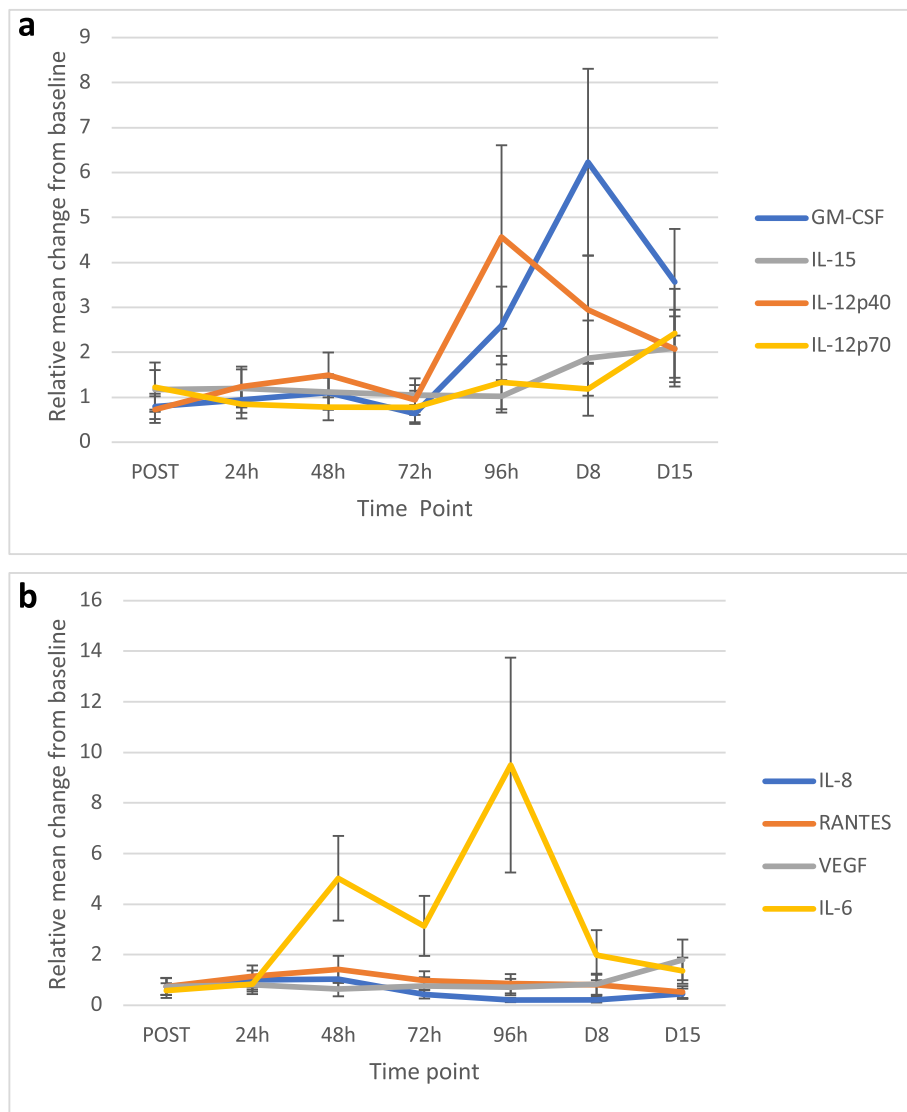 a
Relative mean change from baseline
9
8
7
6
5
4
3
2
1
0
POST 24h 48h 72h 96h D8 D15
Time Point
GM-CSF
IL-15
IL-12p40
IL-12p70
b
Relative mean change from baseline
16
14
12
10
8
6
4
2
0
POST 24h 48h 72h 96h D8 D15
Time point
IL-8
RANTES
VEGF
IL-6